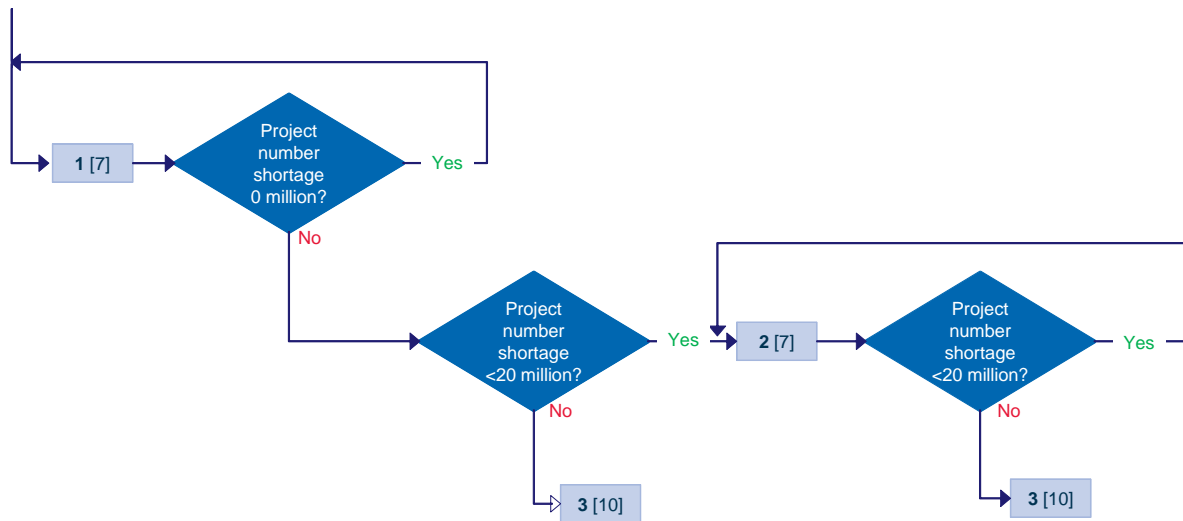 1 [7]
Project
number
shortage
0 million?
Yes
No
Project
number
shortage
<20 million?
Yes
No
2 [7]
Project
number
shortage
<20 million?
Yes
No
3 [10]
3 [10]